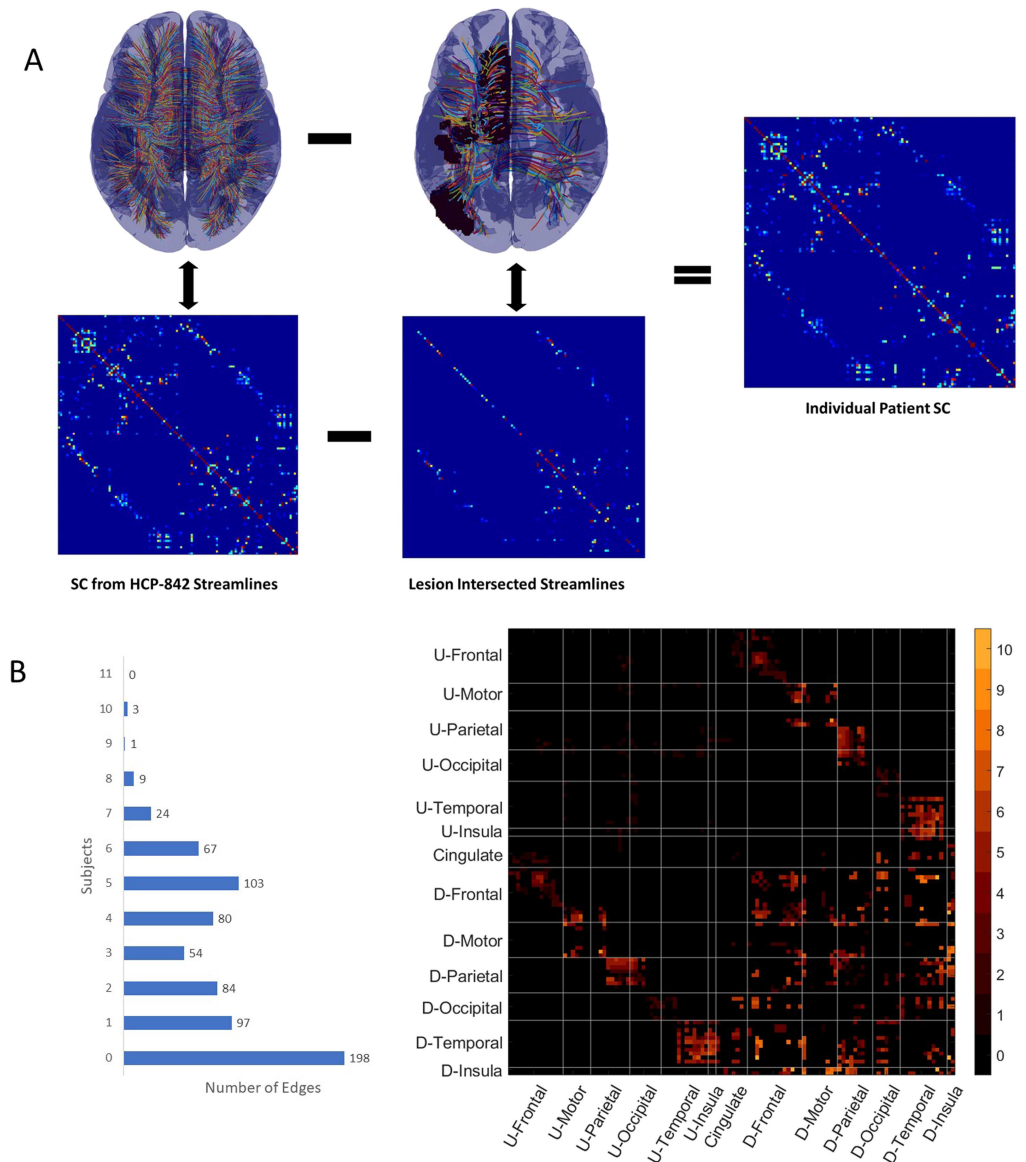 A
SC from HCP-842 Streamlines
Lesion Intersected Streamlines
Individual Patient SC
B
Subjects
11 0
10 3
9 1
8 9
7 24
6 67
5 103
4 80
3 54
2 84
1 97
0 198
Number of Edges
U-Frontal
U-Motor
U-Parietal
U-Occipital
U-Temporal
U-Insula
Cingulate
D-Frontal
D-Motor
D-Parietal
D-Occipital
D-Temporal
D-Insula
U-Frontal
U-Motor
U-Parietal
U-Occipital
U-Temporal
U-Insula
Cingulate
D-Frontal
D-Motor
D-Parietal
D-Occipital
D-Temporal
D-Insula
10
9
8
7
6
5
4
3
2
1
0